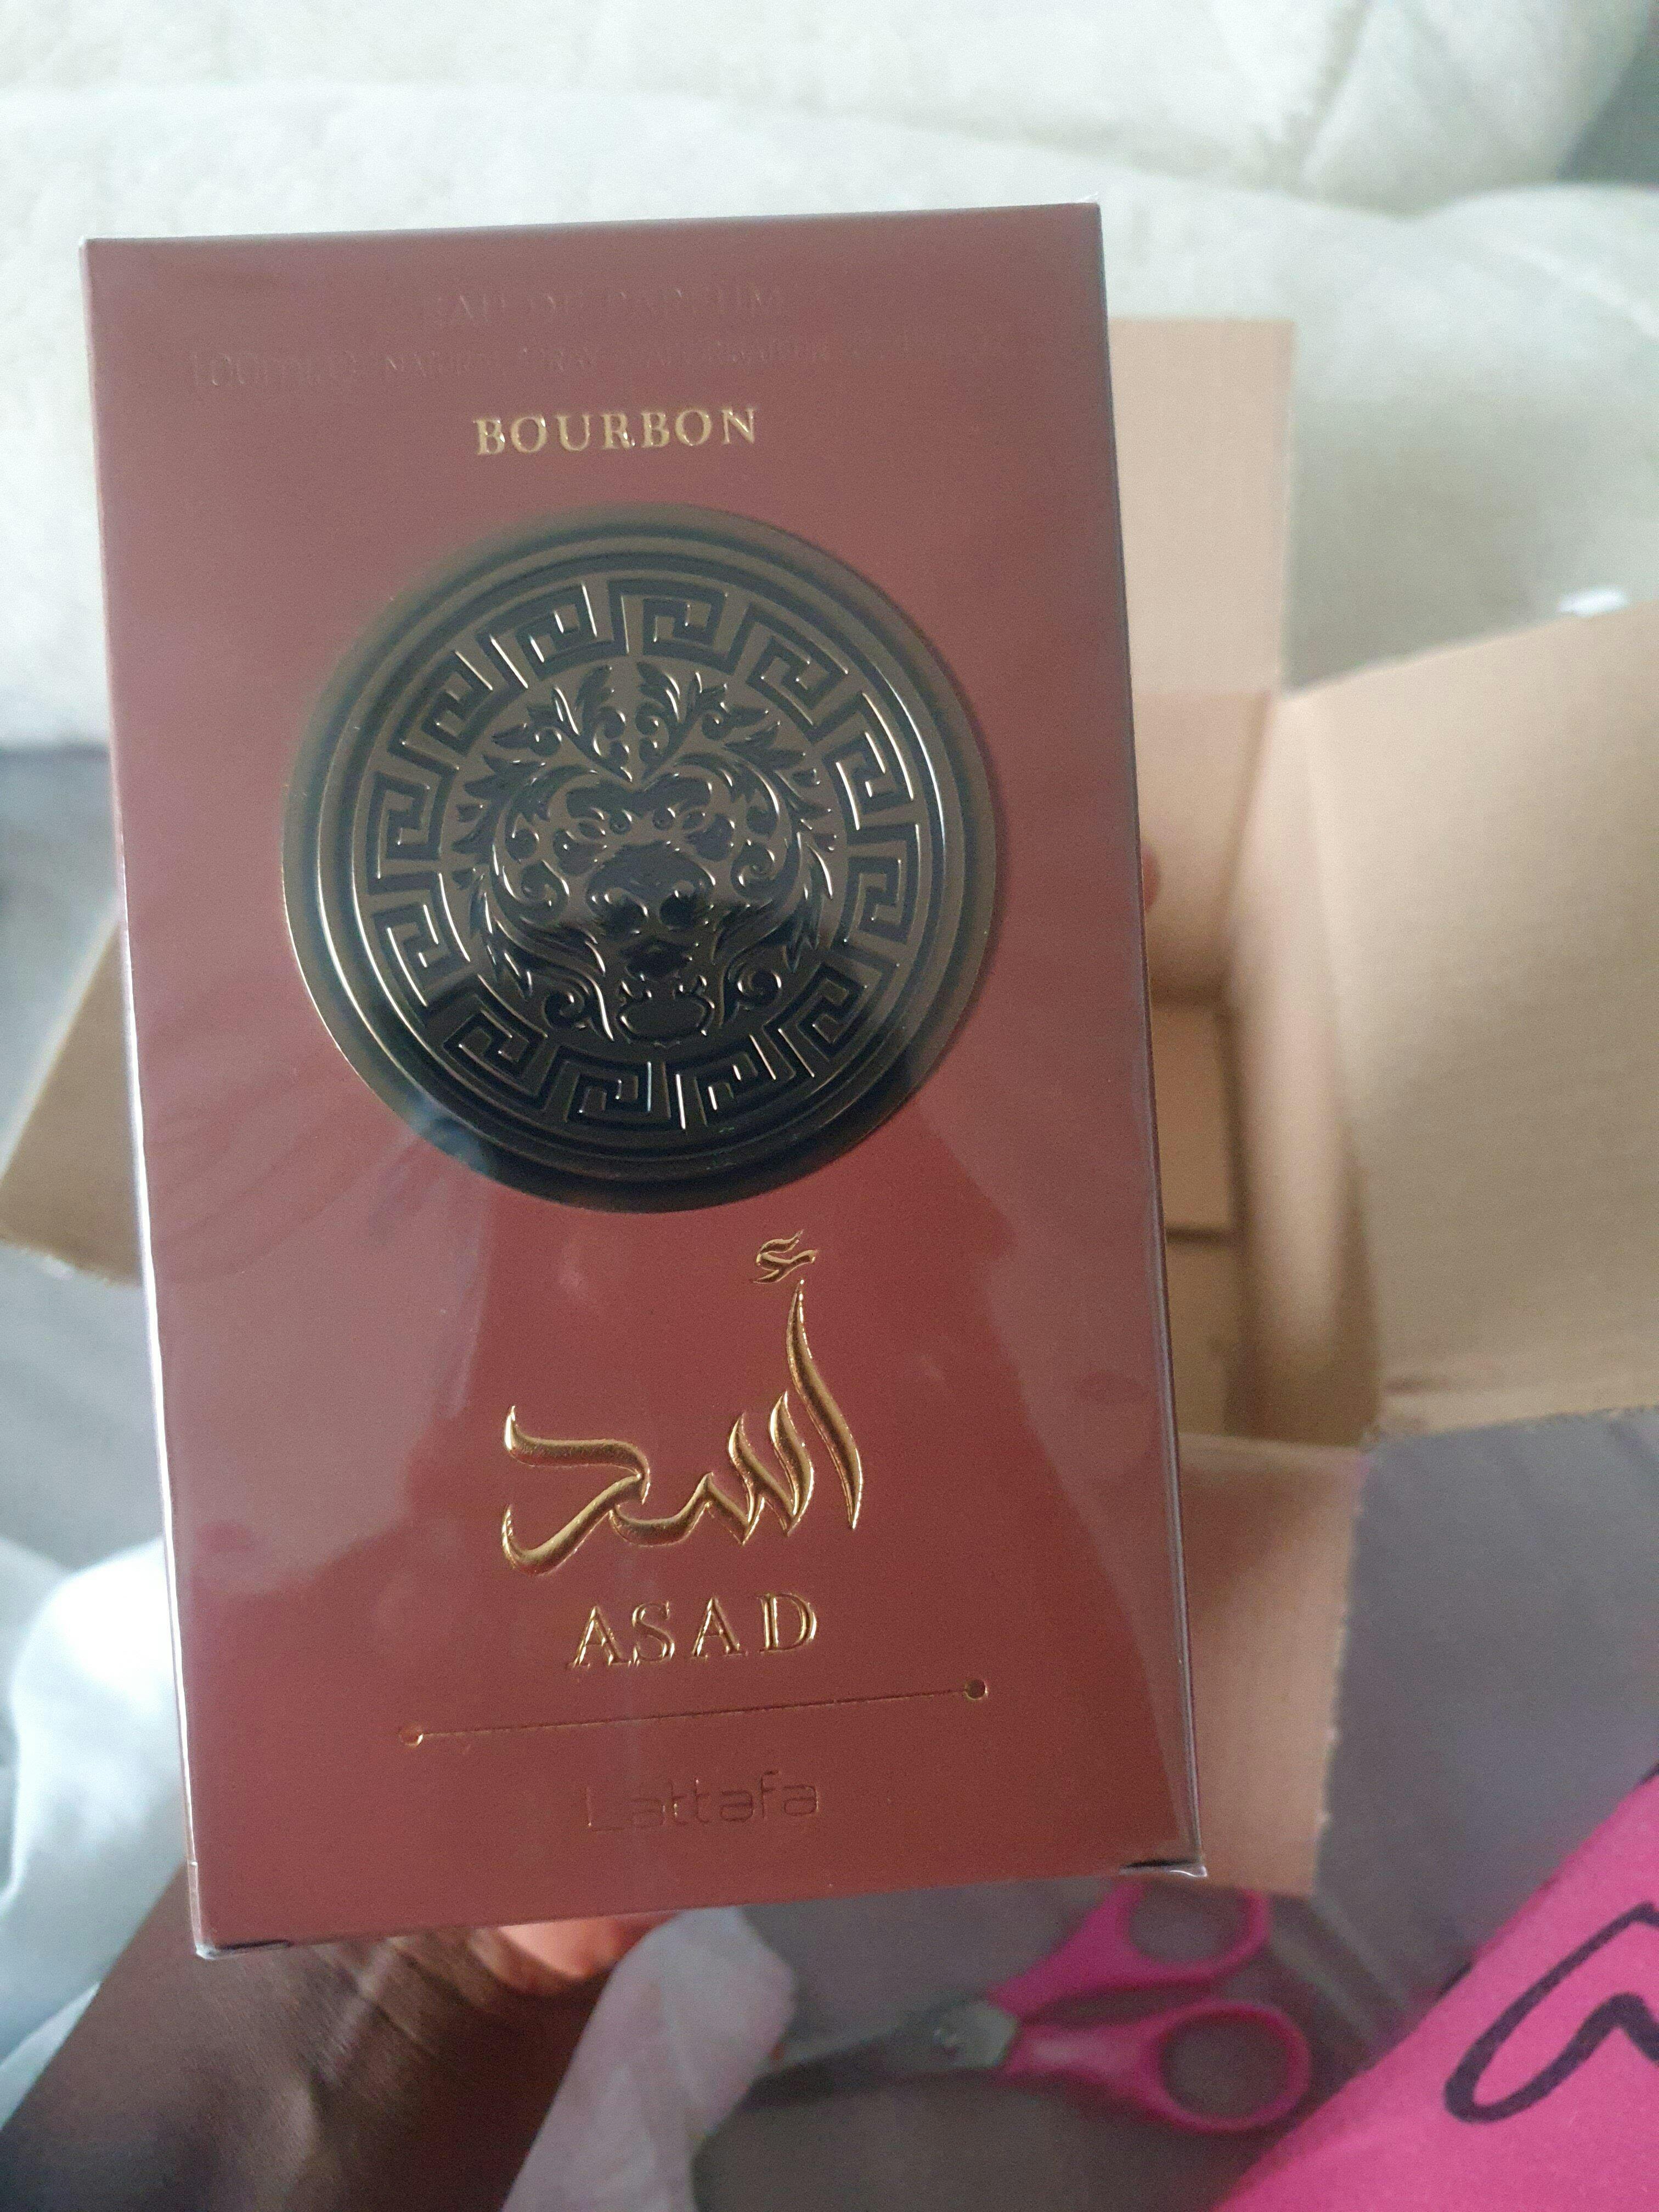 EAU DE PARFUM
BOURBON
أسد
ASAD
Lattafa